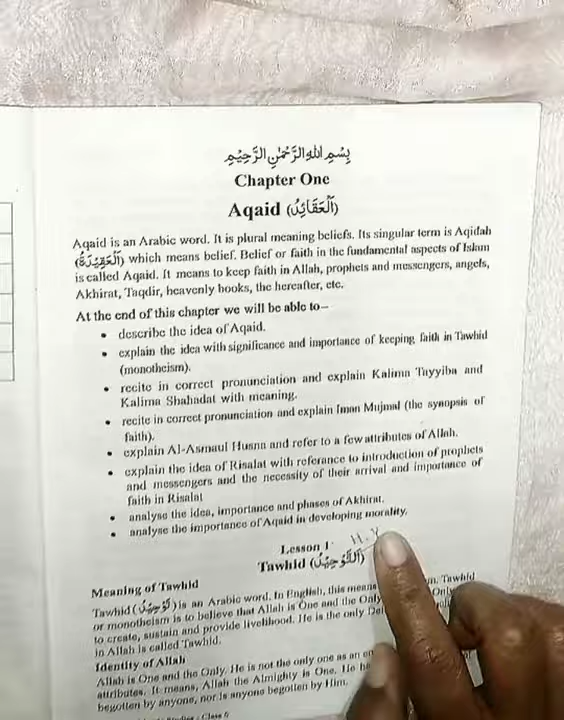 بِسْمِ اللهِ الرَّحْمٰنِ الرَّحِيْمِ
Chapter One
Aqaid (اَلْعَقَائِدُ)
Aqaid is an Arabic word. It is plural meaning beliefs. Its singular term is Aqidah
(اَلْعَقِيْدَةُ) which means belief. Belief or faith in the fundamental aspects of Islam
is called Aqaid. It means to keep faith in Allah, prophets and messengers, angels,
Akhirat, Taqdir, heavenly books, the hereafter, etc.
At the end of this chapter we will be able to–
• describe the idea of Aqaid.
• explain the idea with significance and importance of keeping faith in Tawhid
(monotheism).
• recite in correct pronunciation and explain Kalima Tayyiba and
Kalima Shahadat with meaning.
• recite in correct pronunciation and explain Iman Mujmal (the synopsis of
faith).
• explain Al-Asmaul Husna and refer to a few attributes of Allah.
• explain the idea of Risalat with referance to introduction of prophets
and messengers and the necessity of their arrival and importance of
faith in Risalat
• analyse the idea, importance and phases of Akhirat.
• analyse the importance of Aqaid in developing morality.
Lesson 1 H.
Tawhid (اَلتَّوْحِيْدُ)
Meaning of Tawhid
Tawhid (تَوْحِيْدٌ) is an Arabic word. In English, this means Tawhid
or monotheism is to believe that Allah is One and the Only Only
to create, sustain and provide livelihood. He is the only
in Allah is called Tawhid.
Identity of Allah
Allah is One and the Only. He is not the only one as an
attributes. It means, Allah the Almighty is One. He
begotten by anyone, nor is anyone begotten by Him.
Studies - Class 6